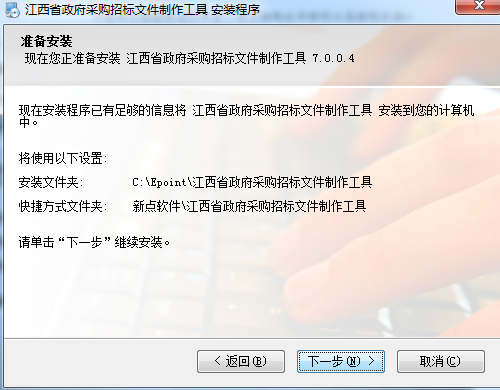 江西省政府采购招标文件制作工具 安装程序
准备安装
现在您正准备安装 江西省政府采购招标文件制作工具 7.0.0.4
现在安装程序已有足够的信息将 江西省政府采购招标文件制作工具 安装到您的计算机
中。
将使用以下设置:
安装文件夹: C:\Epoint\江西省政府采购招标文件制作工具
快捷方式文件夹: 新点软件\江西省政府采购招标文件制作工具
请单击“下一步”继续安装。
< 返回(B) 下一步(N) > 取消(C)